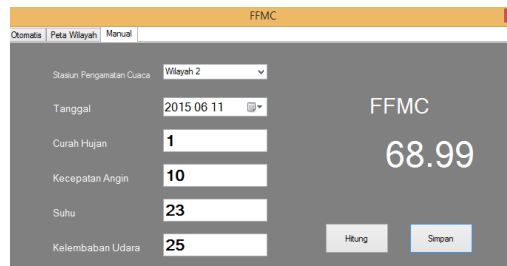 FFMC
Otomatis Peta Wilayah Manual
Stasiun Pengamatan Cuaca Wilayah 2
Tanggal 2015 06 11
Curah Hujan 1
Kecepatan Angin 10
Suhu 23
Kelembaban Udara 25
FFMC
68.99
Hitung Simpan